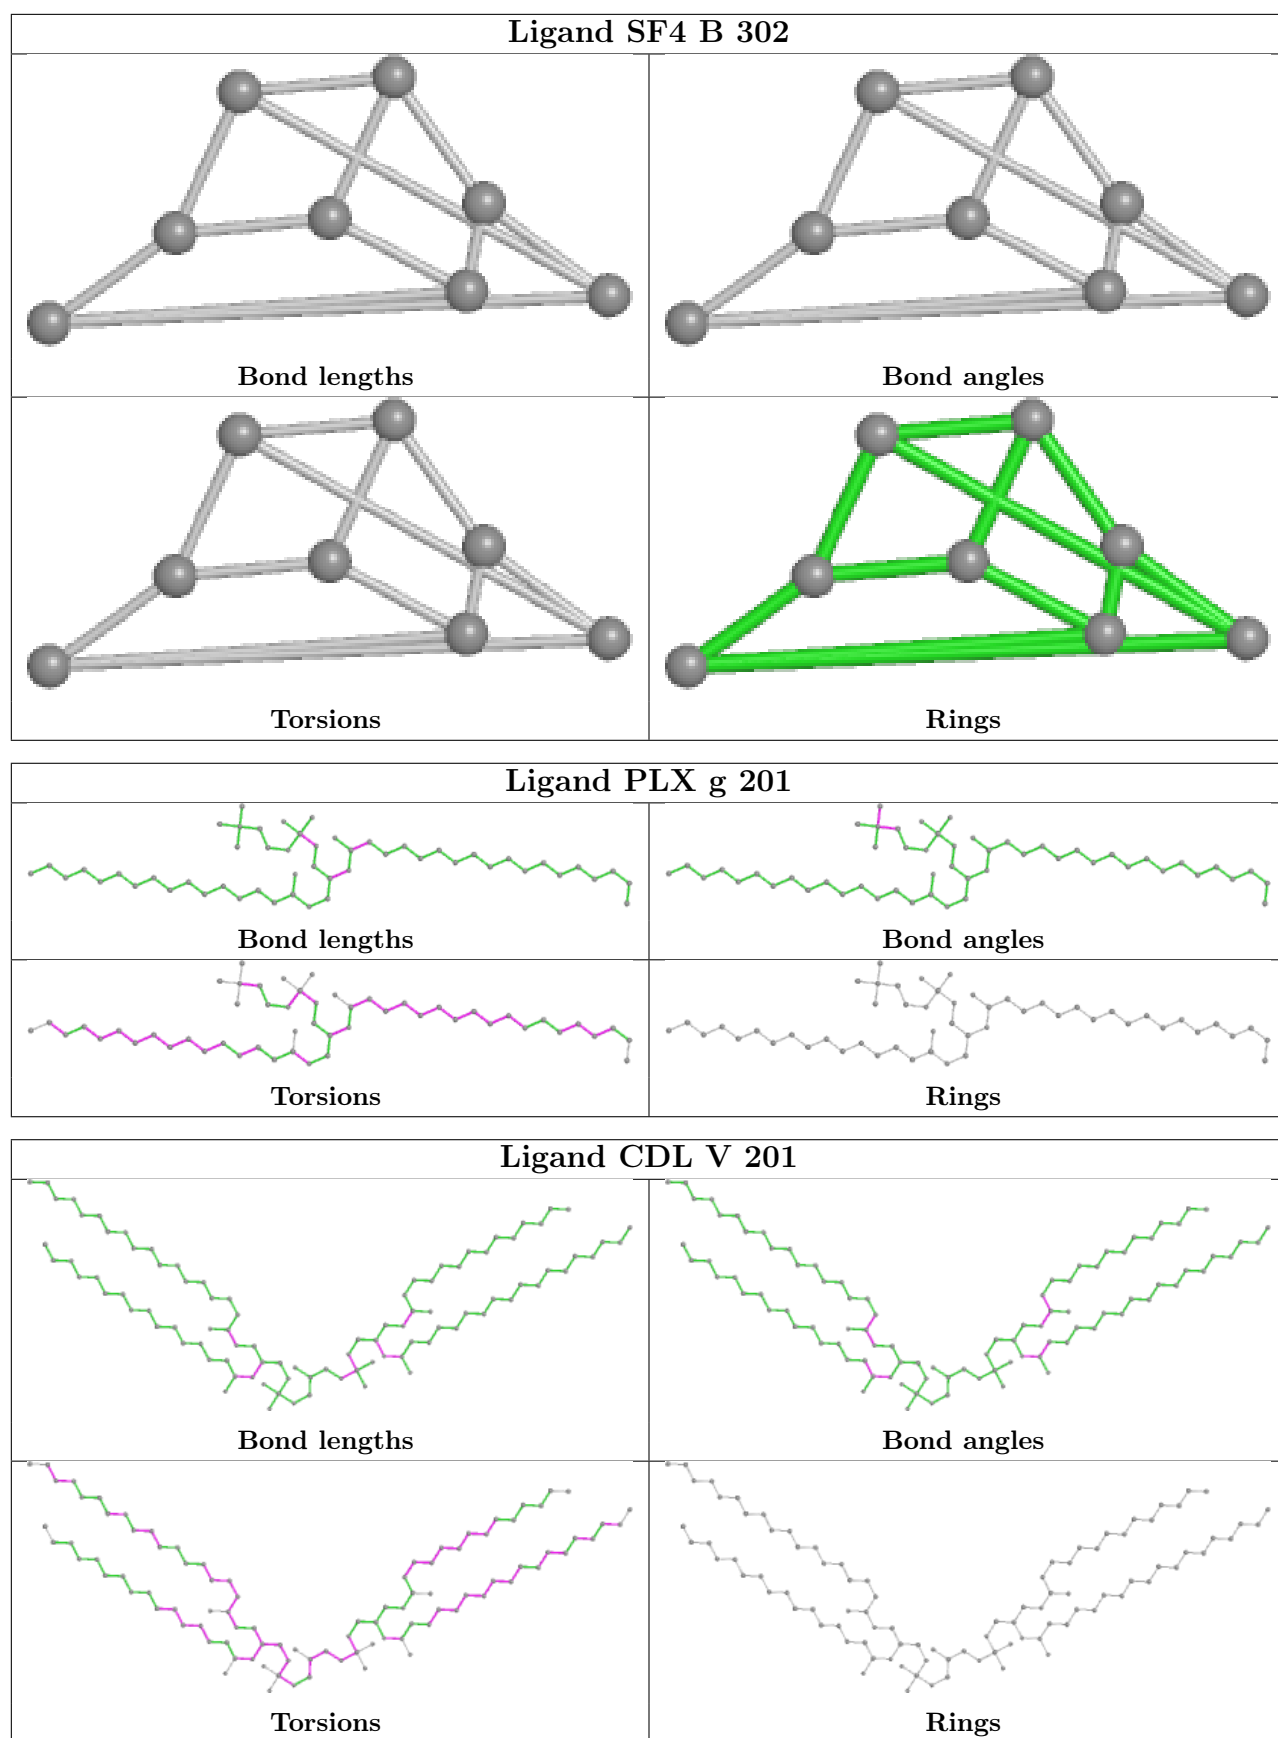 Ligand SF4 B 302
Bond lengths
Bond angles
Torsions
Rings
Ligand PLX g 201
Bond lengths
Bond angles
Torsions
Rings
Ligand CDL V 201
Bond lengths
Bond angles
Torsions
Rings